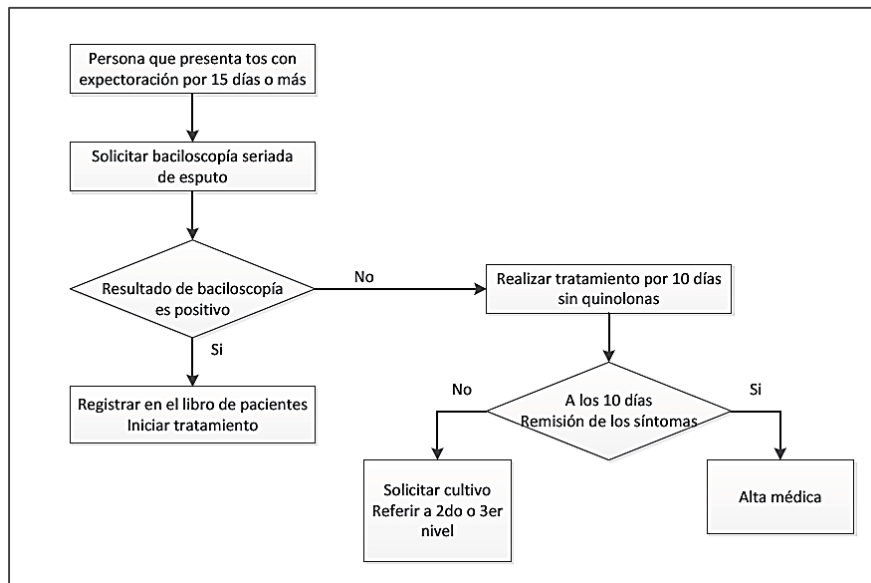 Persona que presenta tos con
expectoración por 15 días o más
Solicitar baciloscopía seriada
de esputo
Resultado de baciloscopía
es positivo
No
Realizar tratamiento por 10 días
sin quinolonas
Si
Registrar en el libro de pacientes
Iniciar tratamiento
No
A los 10 días
Remisión de los síntomas
Si
Solicitar cultivo
Referir a 2do o 3er
nivel
Alta médica